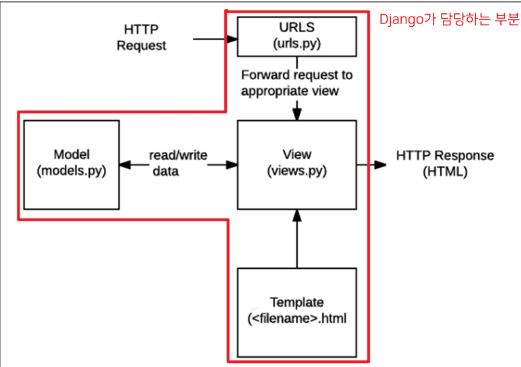 Django가 담당하는 부분
HTTP
Request
URLS
(urls.py)
Forward request to
appropriate view
Model
(models.py)
read/write
data
View
(views.py)
HTTP Response
(HTML)
Template
(<filename>.html